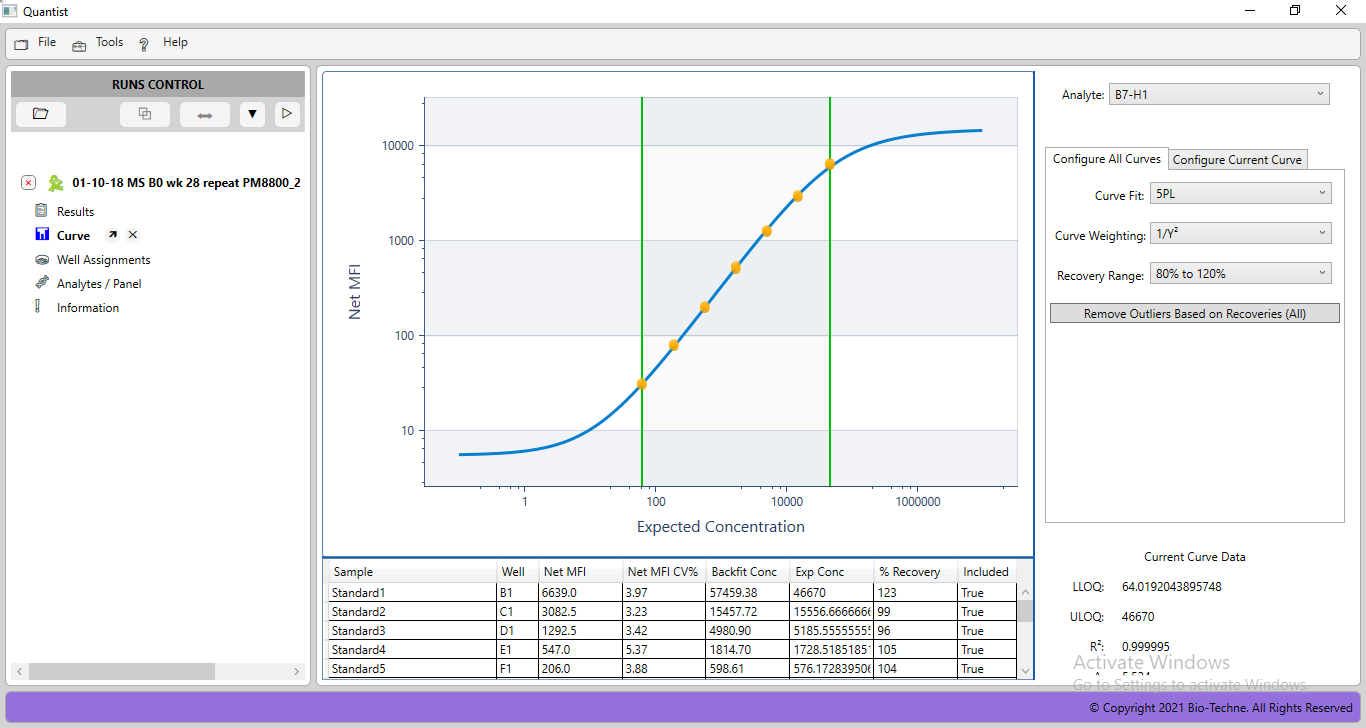 Quantist
File Tools ? Help
RUNS CONTROL
01-10-18 MS B0 wk 28 repeat PM8800_2
Results
Curve
Well Assignments
Analytes / Panel
Information
10000
1000
100
10
Net MFI
1 100 10000 1000000
Expected Concentration
Sample Well Net MFI Net MFI CV% Backfit Conc Exp Conc % Recovery Included
Standard1 B1 6639.0 3.97 57459.38 46670 123 True
Standard2 C1 3082.5 3.23 15457.72 15556.6666666 99 True
Standard3 D1 1292.5 3.42 4980.90 5185.55555555 96 True
Standard4 E1 547.0 5.37 1814.70 1728.5185185 105 True
Standard5 F1 206.0 3.88 598.61 576.172839506 104 True
Analyte: B7-H1
Configure All Curves Configure Current Curve
Curve Fit: 5PL
Curve Weighting: 1/Y²
Recovery Range: 80% to 120%
Remove Outliers Based on Recoveries (All)
Current Curve Data
LLOQ: 64.0192043895748
ULOQ: 46670
R²: 0.999995
Activate Windows
Go to Settings to activate Windows.
© Copyright 2021 Bio-Techne. All Rights Reserved